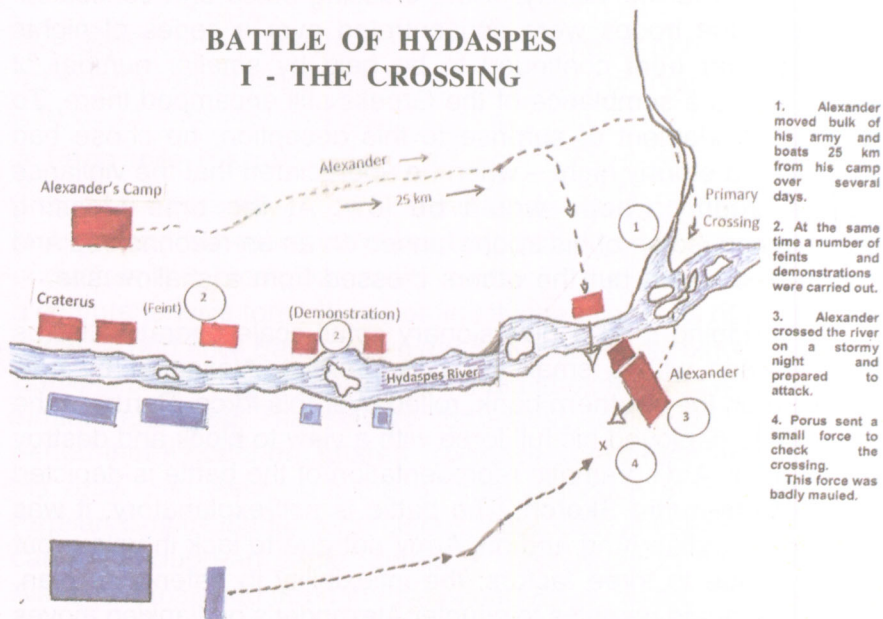 BATTLE OF HYDASPES
I - THE CROSSING
Alexander
25 km
Alexander's Camp
Primary
Crossing
1
Craterus
(Feint)
2
(Demonstration)
2
Hydaspes River
Alexander
3
X
4
1. Alexander
moved bulk of
his army and
boats 25 km
from his camp
over several
days.
2. At the same
time a number of
feints and
demonstrations
were carried out.
3. Alexander
crossed the river
on a stormy
night and
prepared to
attack.
4. Porus sent a
small force to
check the
crossing.
This force was
badly mauled.